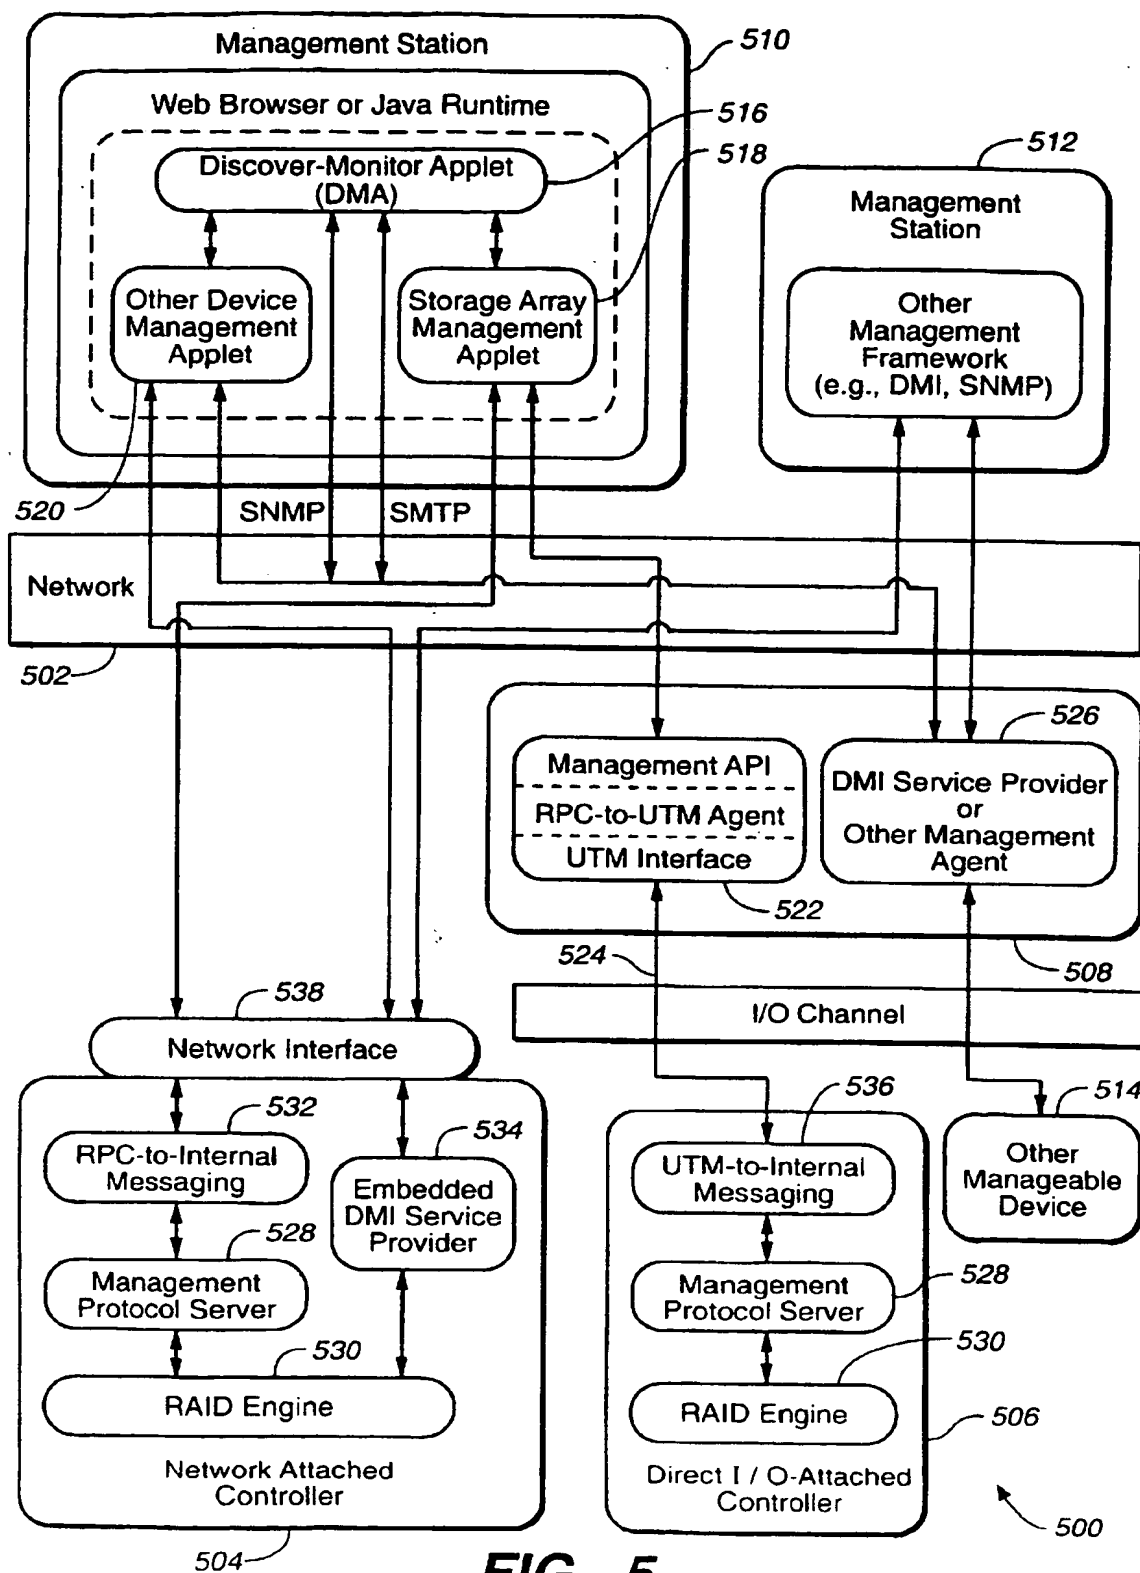 Management Station
510
Web Browser or Java Runtime
516
Discover-Monitor Applet
(DMA)
518
Other Device
Management
Applet
Storage Array
Management
Applet
520
SNMP
SMTP
512
Management
Station
Other
Management
Framework
(e.g., DMI, SNMP)
Network
502
526
Management API
RPC-to-UTM Agent
UTM Interface
522
DMI Service Provider
or
Other Management
Agent
524
508
I/O Channel
538
Network Interface
532
RPC-to-Internal
Messaging
534
Embedded
DMI Service
Provider
528
Management
Protocol Server
530
RAID Engine
Network Attached
Controller
504
536
UTM-to-Internal
Messaging
528
Management
Protocol Server
530
RAID Engine
506
Direct I / O-Attached
Controller
514
Other
Manageable
Device
500
FIG._5